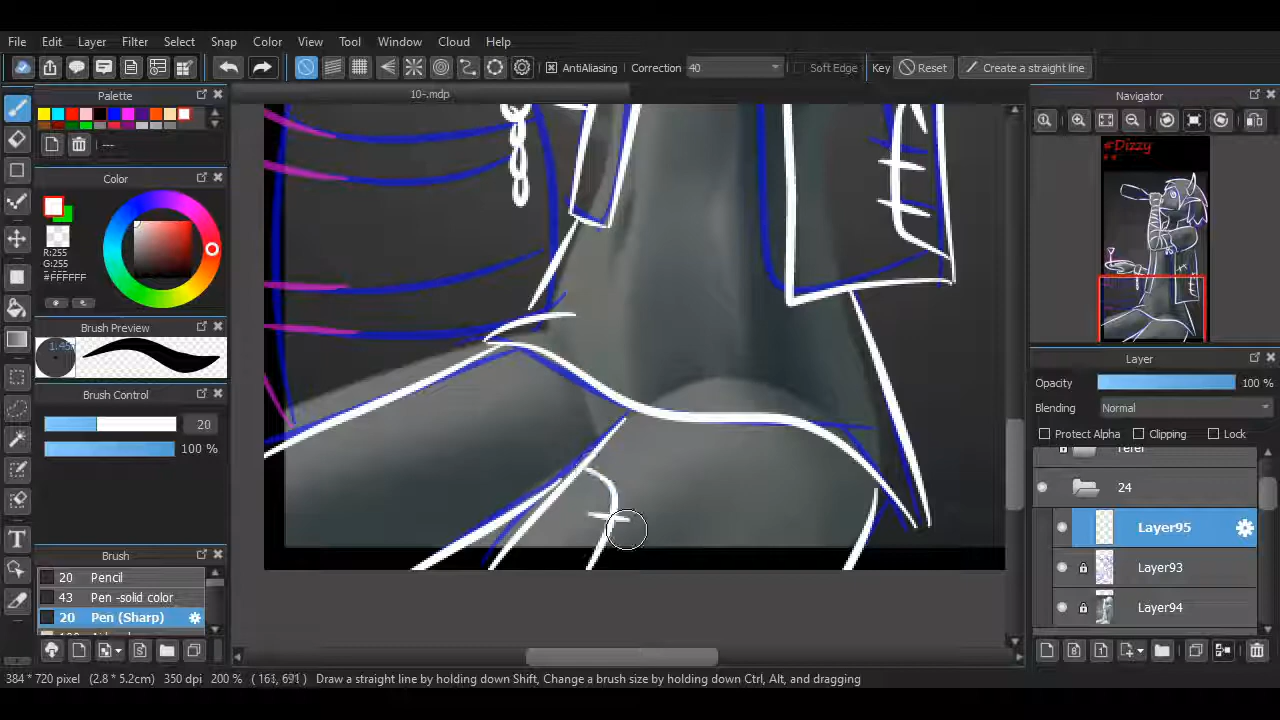 File Edit Layer Filter Select Snap Color View Tool Window Cloud Help
AntiAliasing Correction 40 Soft Edge Key Reset Create a straight line
Palette
10-.mdp
Navigator
---
#Dizzy
Color
R:255
G:255
B:255
#FFFFFF
Brush Preview
1.45
Layer
Opacity 100 %
Brush Control
Blending Normal
20
Protect Alpha Clipping Lock
100 %
24
Layer95
Brush
Layer93
20 Pencil
43 Pen -solid color
20 Pen (Sharp)
Layer94
384 * 720 pixel (2.8 * 5.2cm) 350 dpi 200 % ( 163, 691 ) Draw a straight line by holding down Shift, Change a brush size by holding down Ctrl, Alt, and dragging